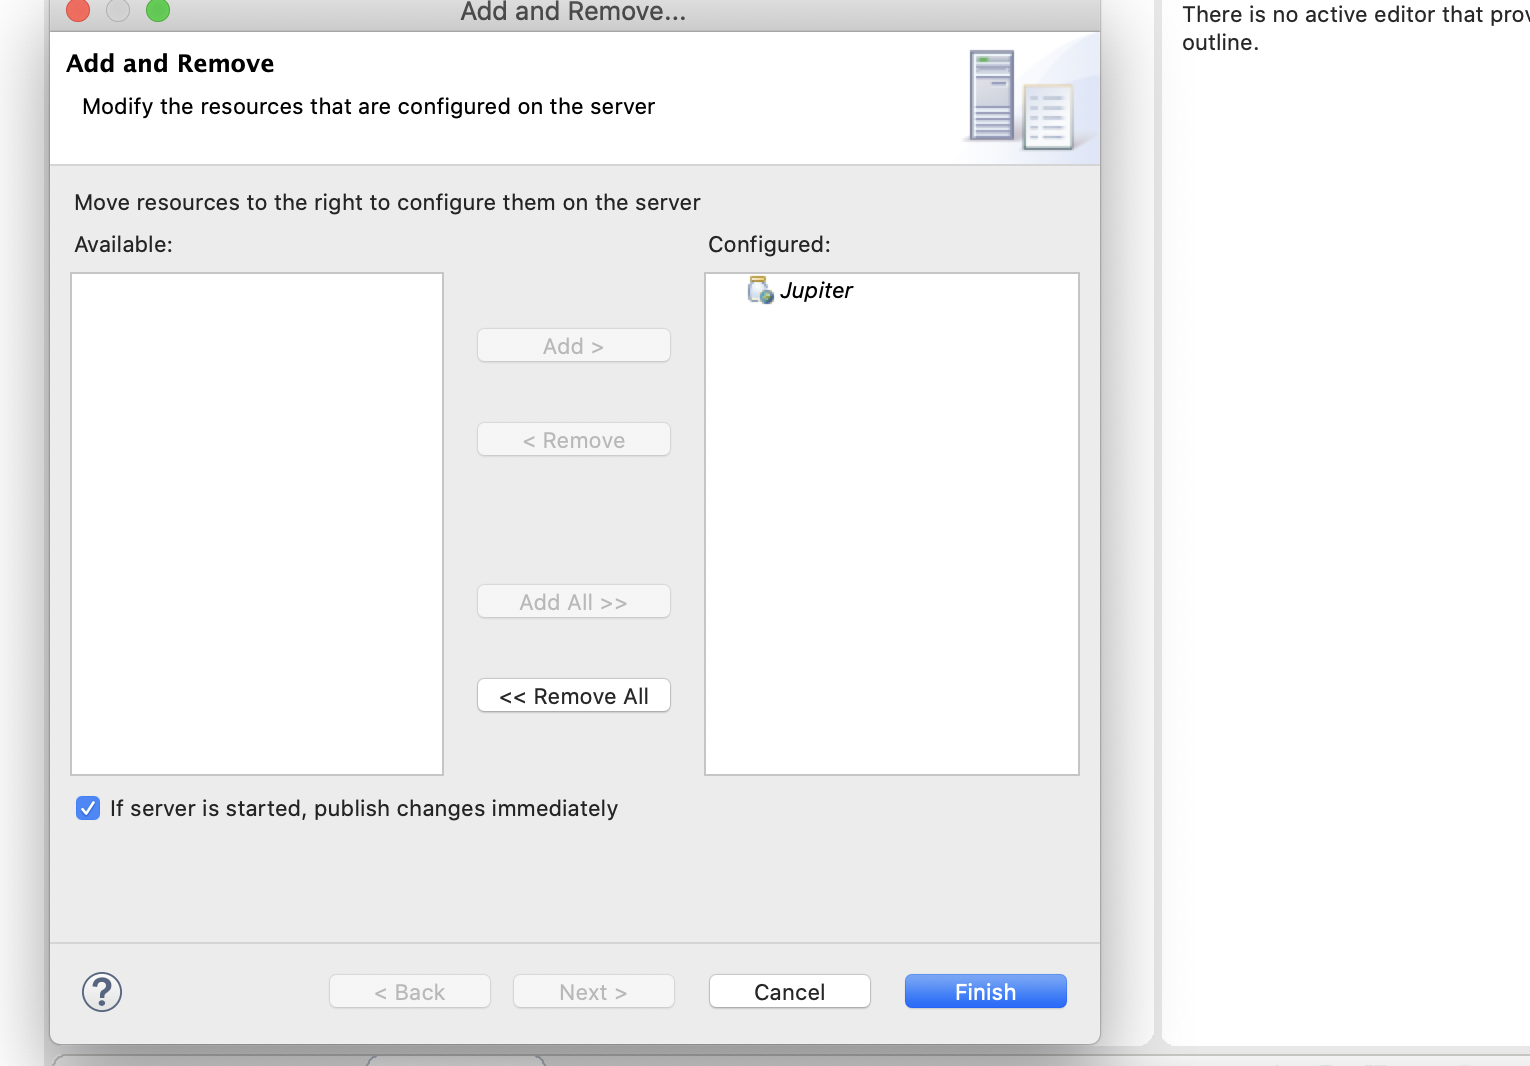 Add and Remove...
There is no active editor that
outline.
Add and Remove
Modify the resources that are configured on the server
Move resources to the right to configure them on the server
Available:
Configured:
Jupiter
Add >
< Remove
Add All >>
<< Remove All
If server is started, publish changes immediately
?
< Back
Next >
Cancel
Finish